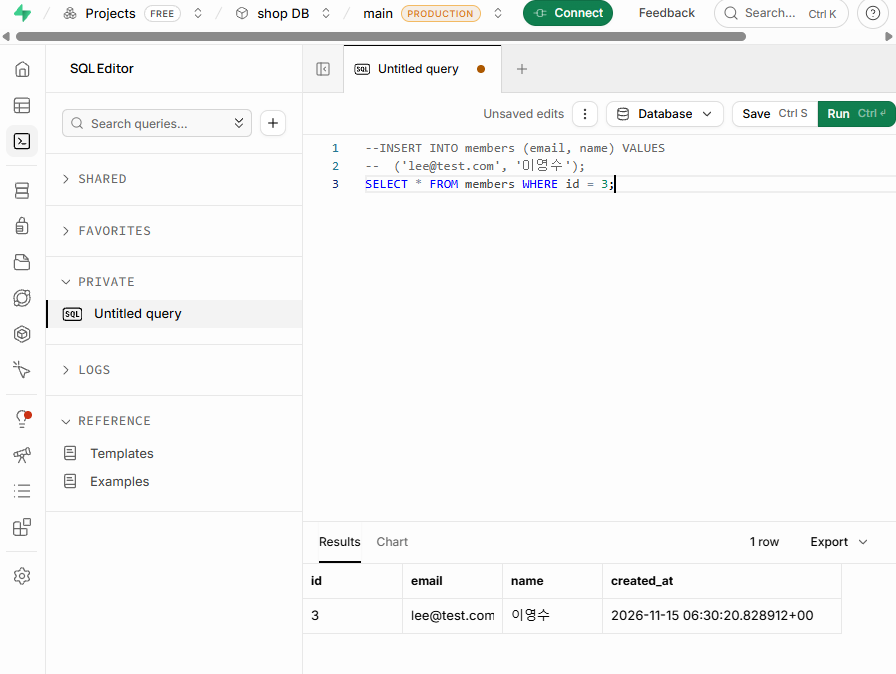 Projects FREE / shop DB / main PRODUCTION Connect Feedback Search... Ctrl K
SQL Editor
SQL Untitled query
Search queries...
Unsaved edits Database Save Ctrl S Run Ctrl ↵
SHARED
FAVORITES
PRIVATE
SQL Untitled query
LOGS
REFERENCE
Templates
Examples
1 --INSERT INTO members (email, name) VALUES
2 -- ('lee@test.com', '이영수');
3 SELECT * FROM members WHERE id = 3;
Results Chart 1 row Export
id email name created_at
3 lee@test.com 이영수 2026-11-15 06:30:20.828912+00